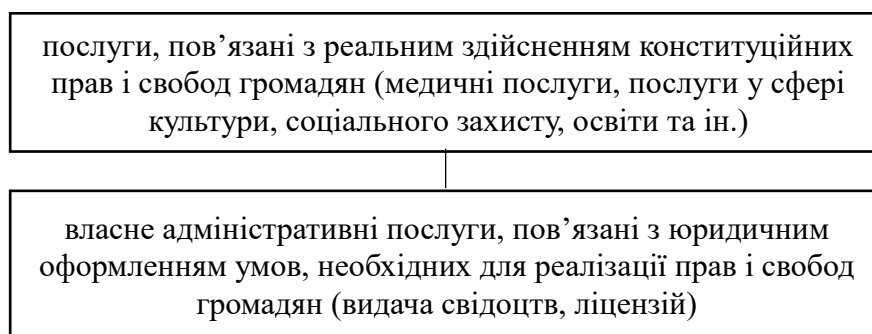 послуги, пов’язані з реальним здійсненням конституційних
прав і свобод громадян (медичні послуги, послуги у сфері
культури, соціального захисту, освіти та ін.)
власне адміністративні послуги, пов’язані з юридичним
оформленням умов, необхідних для реалізації прав і свобод
громадян (видача свідоцтв, ліцензій)